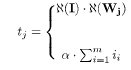 t_j = { ℵ(𝐈) · ℵ(𝐖_𝐣)
α · ∑_{i=1}^{m} i_i